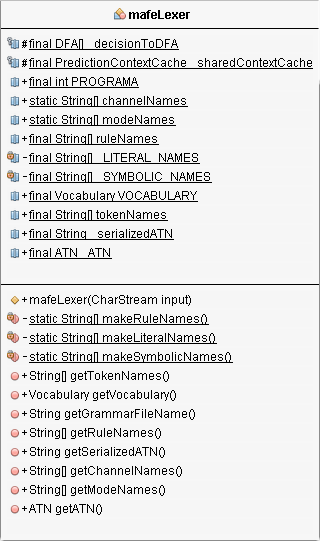 mafeLexer
# final DFA[] _decisionToDFA
# final PredictionContextCache _sharedContextCache
+ final int PROGRAMA
+ static String[] channelNames
+ static String[] modeNames
+ final String[] ruleNames
- final String[] _LITERAL_NAMES
- final String[] _SYMBOLIC_NAMES
+ final Vocabulary VOCABULARY
+ final String[] tokenNames
+ final String _serializedATN
+ final ATN _ATN
+ mafeLexer(CharStream input)
- static String[] makeRuleNames()
- static String[] makeLiteralNames()
- static String[] makeSymbolicNames()
+ String[] getTokenNames()
+ Vocabulary getVocabulary()
+ String getGrammarFileName()
+ String[] getRuleNames()
+ String getSerializedATN()
+ String[] getChannelNames()
+ String[] getModeNames()
+ ATN getATN()